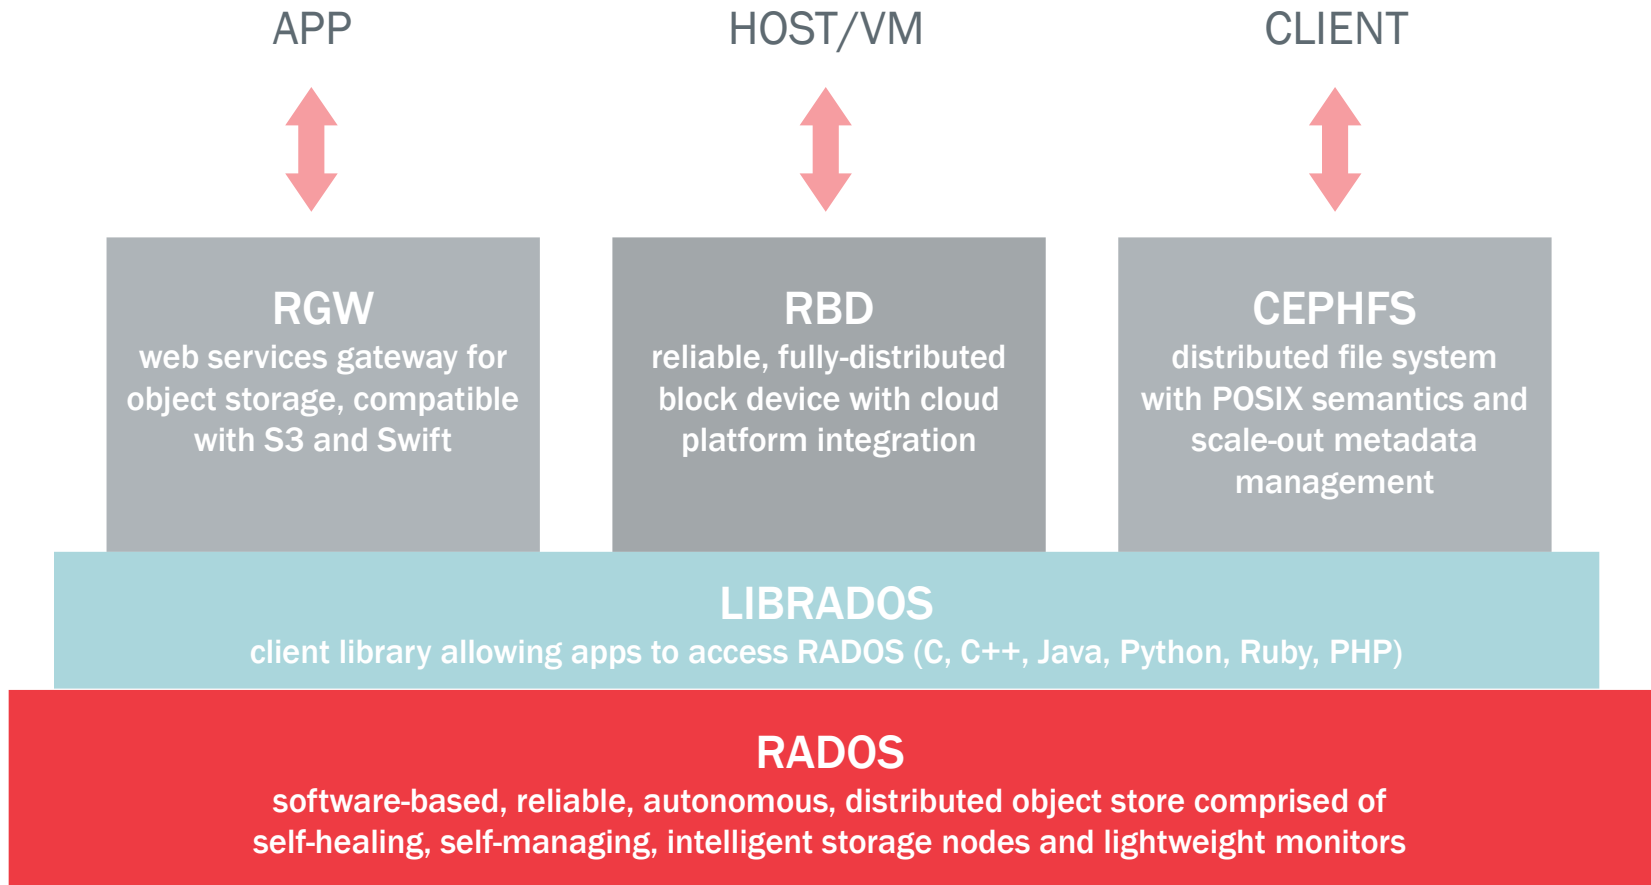 APP
HOST/VM
CLIENT
RGW
web services gateway for
object storage, compatible
with S3 and Swift
RBD
reliable, fully-distributed
block device with cloud
platform integration
CEPHFS
distributed file system
with POSIX semantics and
scale-out metadata
management
LIBRADOS
client library allowing apps to access RADOS (C, C++, Java, Python, Ruby, PHP)
RADOS
software-based, reliable, autonomous, distributed object store comprised of
self-healing, self-managing, intelligent storage nodes and lightweight monitors